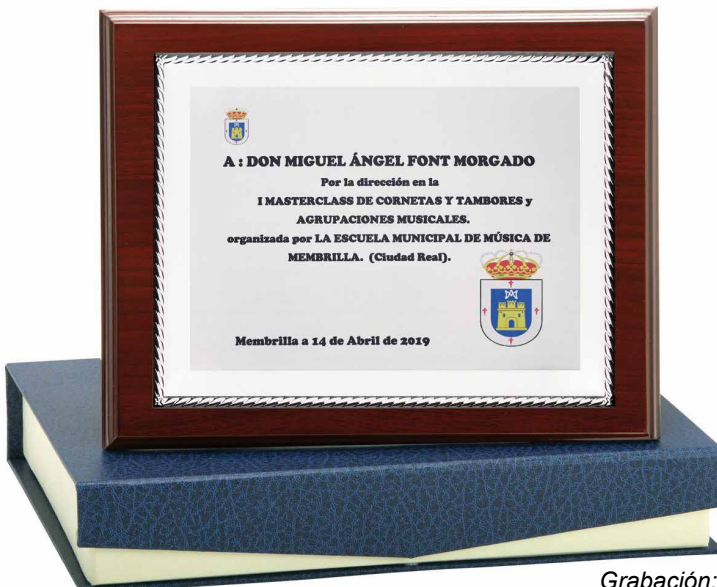 A : DON MIGUEL ÁNGEL FONT MORGADO
Por la dirección en la
I MASTERCLASS DE CORNETAS Y TAMBORES y
AGRUPACIONES MUSICALES.
organizada por LA ESCUELA MUNICIPAL DE MÚSICA DE
MEMBRILLA. (Ciudad Real).
Membrilla a 14 de Abril de 2019
Grabación: